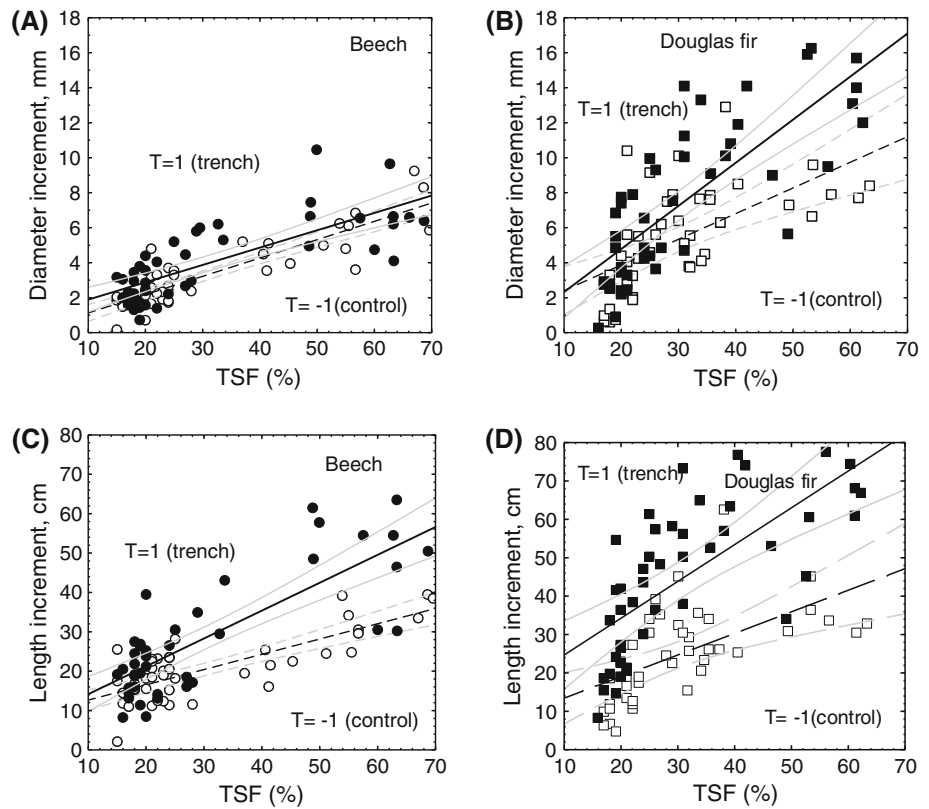 (A)
Beech
T=1 (trench)
T= -1(control)
Diameter increment, mm
0 2 4 6 8 10 12 14 16 18
10 20 30 40 50 60 70
TSF (%)
(B)
Douglas fir
T=1 (trench)
T= -1(control)
Diameter increment, mm
0 2 4 6 8 10 12 14 16 18
10 20 30 40 50 60 70
TSF (%)
(C)
Beech
T=1 (trench)
T= -1(control)
Length increment, cm
0 10 20 30 40 50 60 70 80
10 20 30 40 50 60 70
TSF (%)
(D)
T=1 (trench)
Douglas fir
T= -1(control)
Length increment, cm
0 10 20 30 40 50 60 70 80
10 20 30 40 50 60 70
TSF (%)